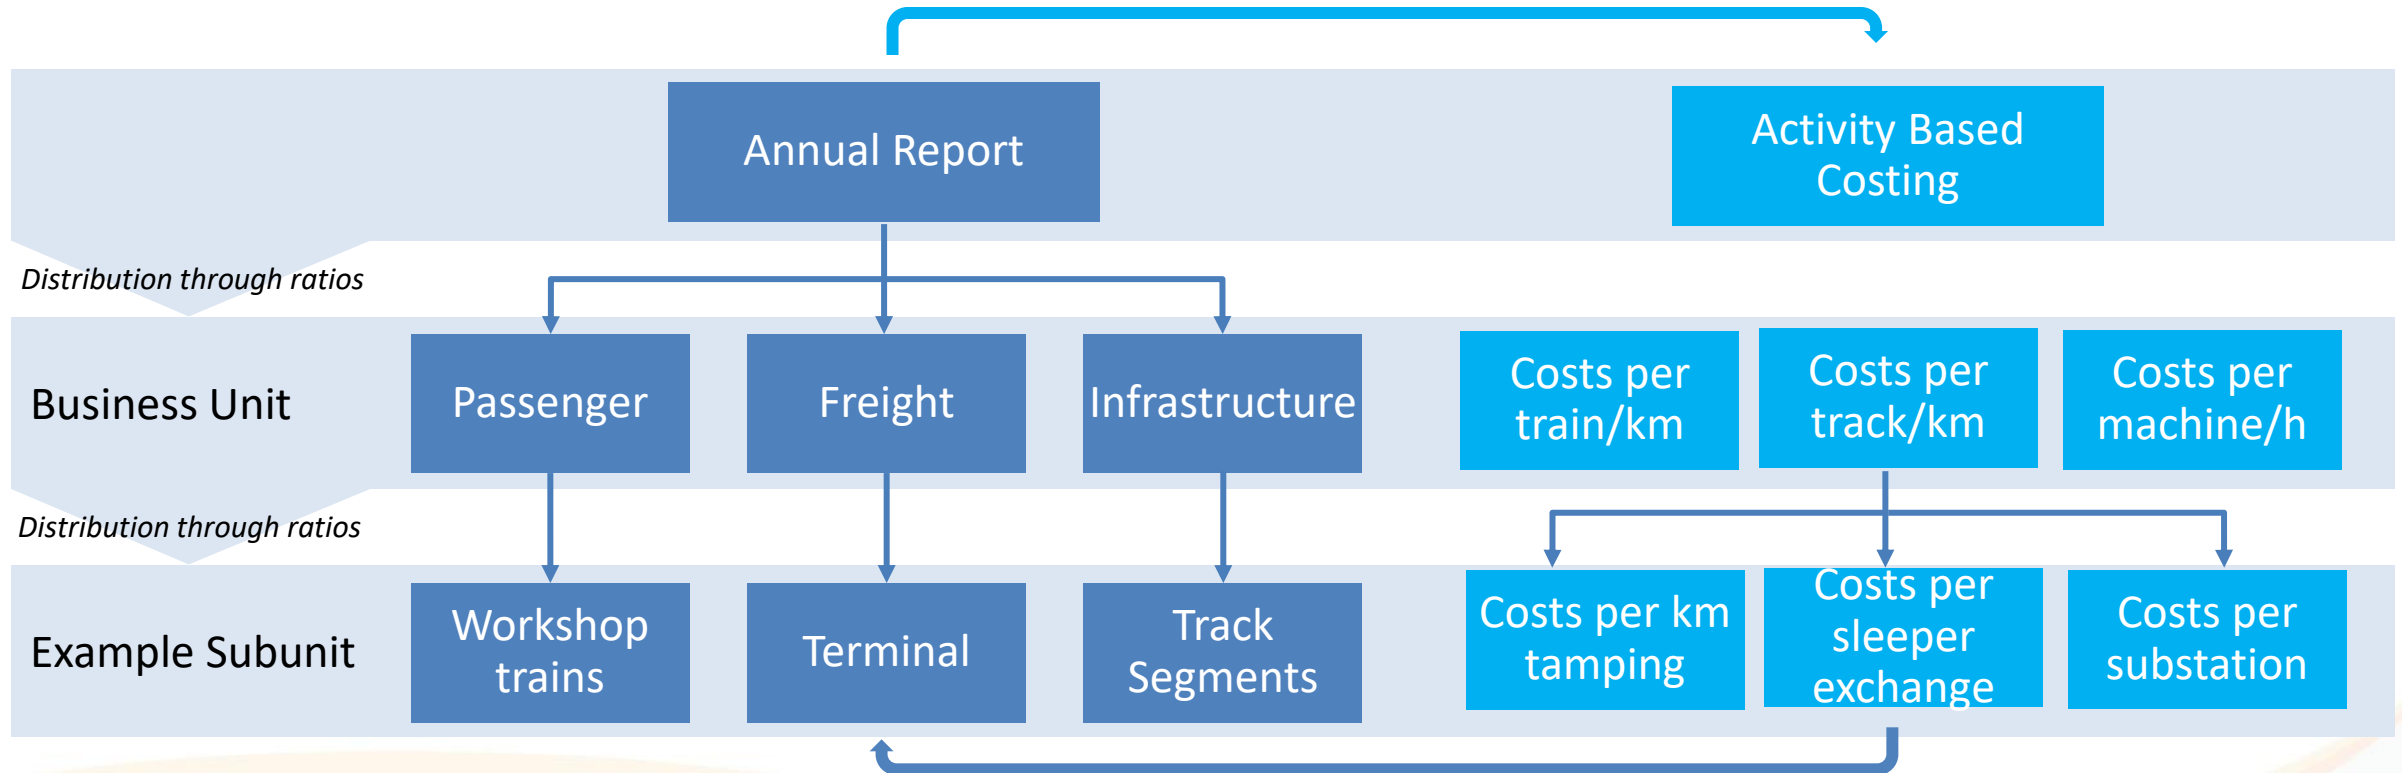 Annual Report
Activity Based
Costing
Distribution through ratios
Business Unit
Passenger
Freight
Infrastructure
Costs per
train/km
Costs per
track/km
Costs per
machine/h
Distribution through ratios
Example Subunit
Workshop
trains
Terminal
Track
Segments
Costs per km
tamping
Costs per
sleeper
exchange
Costs per
substation